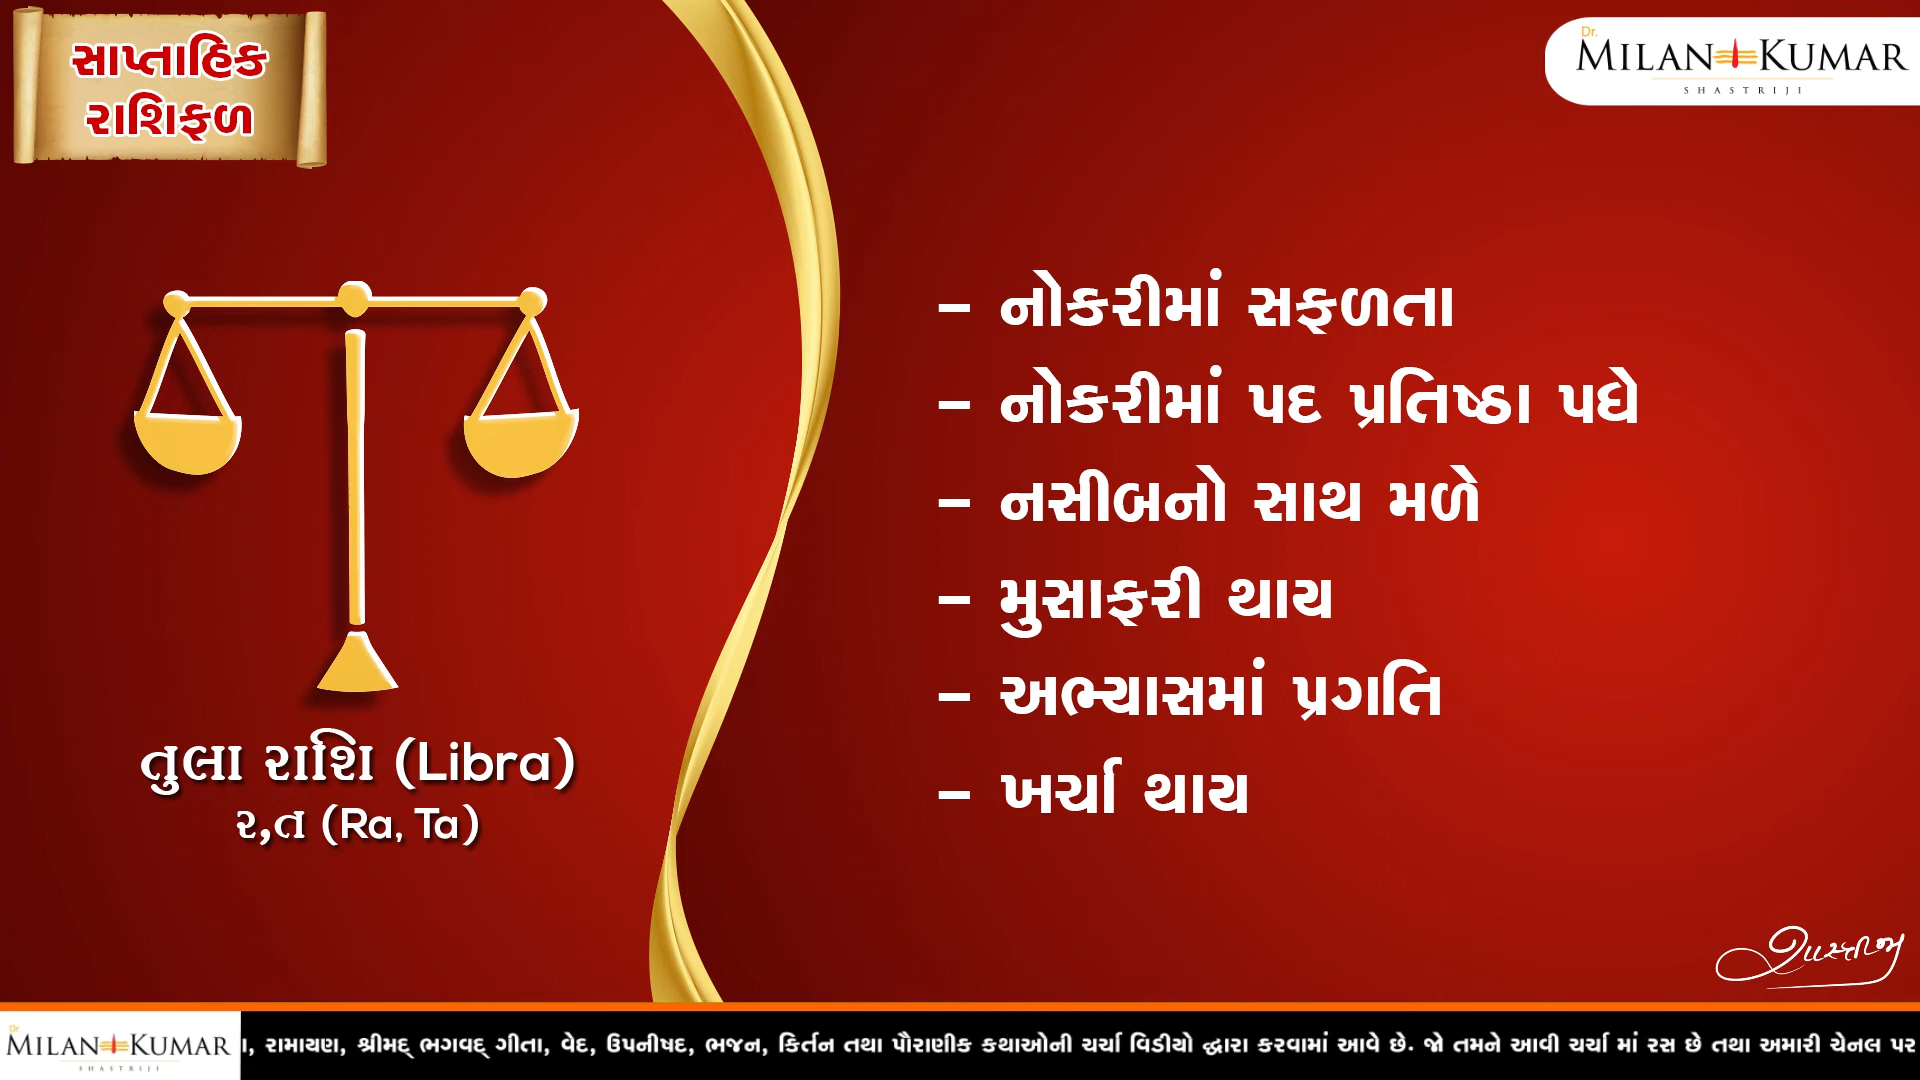 સાપ્તાહિક
રાશિફળ
Dr.
MILAN KUMAR
SHASTRIJI
– નોકરીમાં સફળતા
– નોકરીમાં પદ પ્રતિષ્ઠા પધે
– નસીબનો સાથ મળે
– મુસાફરી થાય
– અભ્યાસમાં પ્રગતિ
– ખર્ચા થાય
તુલા રાશિ (Libra)
ર,ત (Ra, Ta)
શાસ્ત્રીજી
Dr.
MILAN KUMAR
SHASTRIJI
, રામાયણ, શ્રીમદ્ ભગવદ્ ગીતા, વેદ, ઉપનીષદ, ભજન, કિર્તન તથા પૌરાણીક કથાઓની ચર્ચા વિડીયો દ્ધારા કરવામાં આવે છે. જો તમને આવી ચર્ચા માં રસ છે તથા અમારી ચેનલ પર